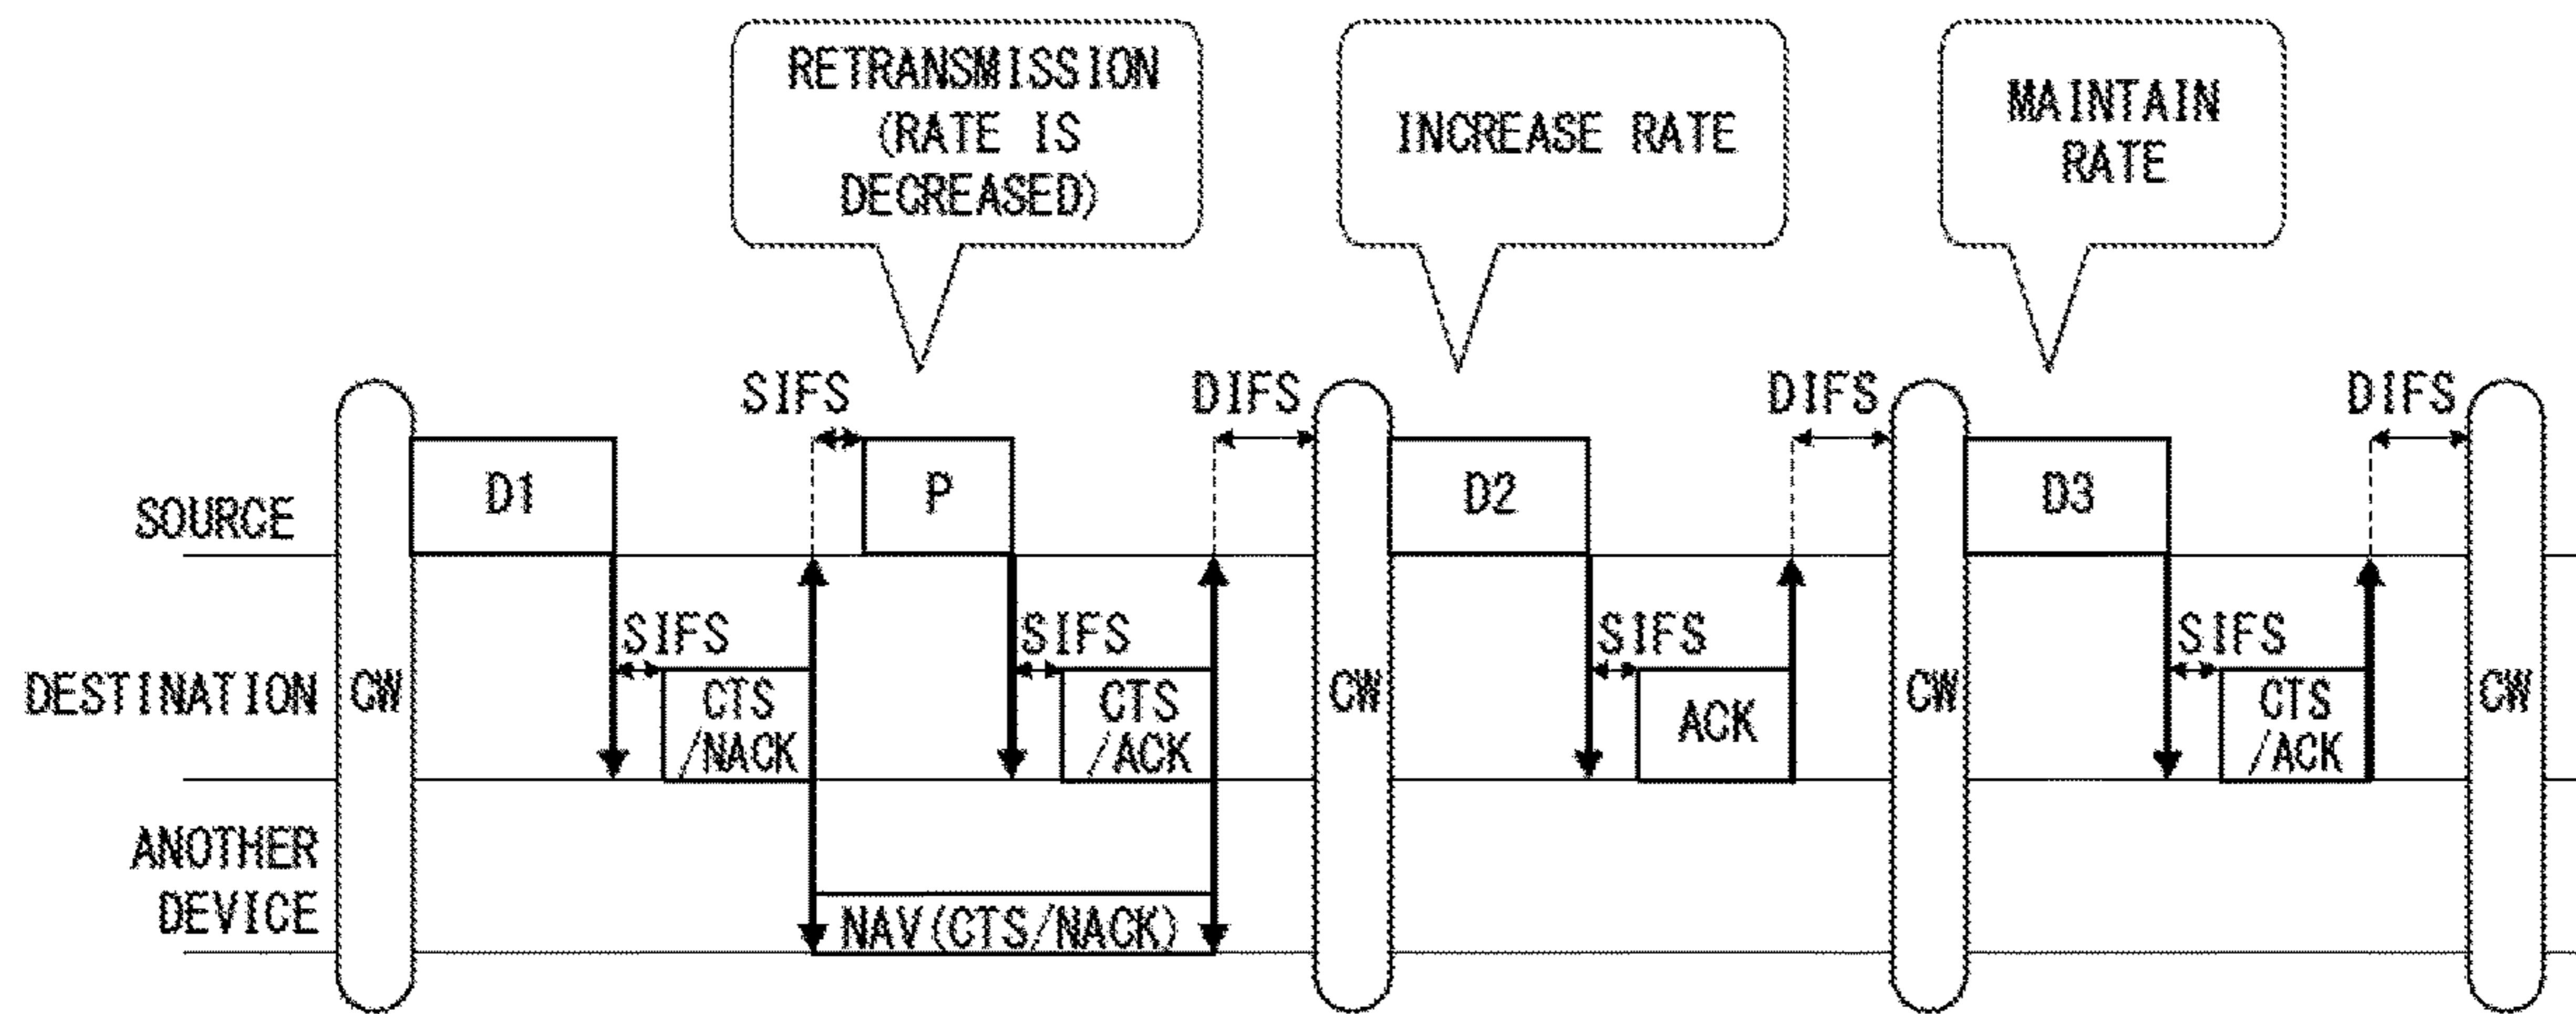 RETRANSMISSION
(RATE IS
DECREASED)
INCREASE RATE
MAINTAIN
RATE
SIFS
DIFS
DIFS
DIFS
SOURCE
D1
P
D2
D3
SIFS
SIFS
SIFS
SIFS
DESTINATION
CW
CTS
/NACK
CTS
/ACK
CW
ACK
CW
CTS
/ACK
CW
ANOTHER
DEVICE
NAV(CTS/NACK)